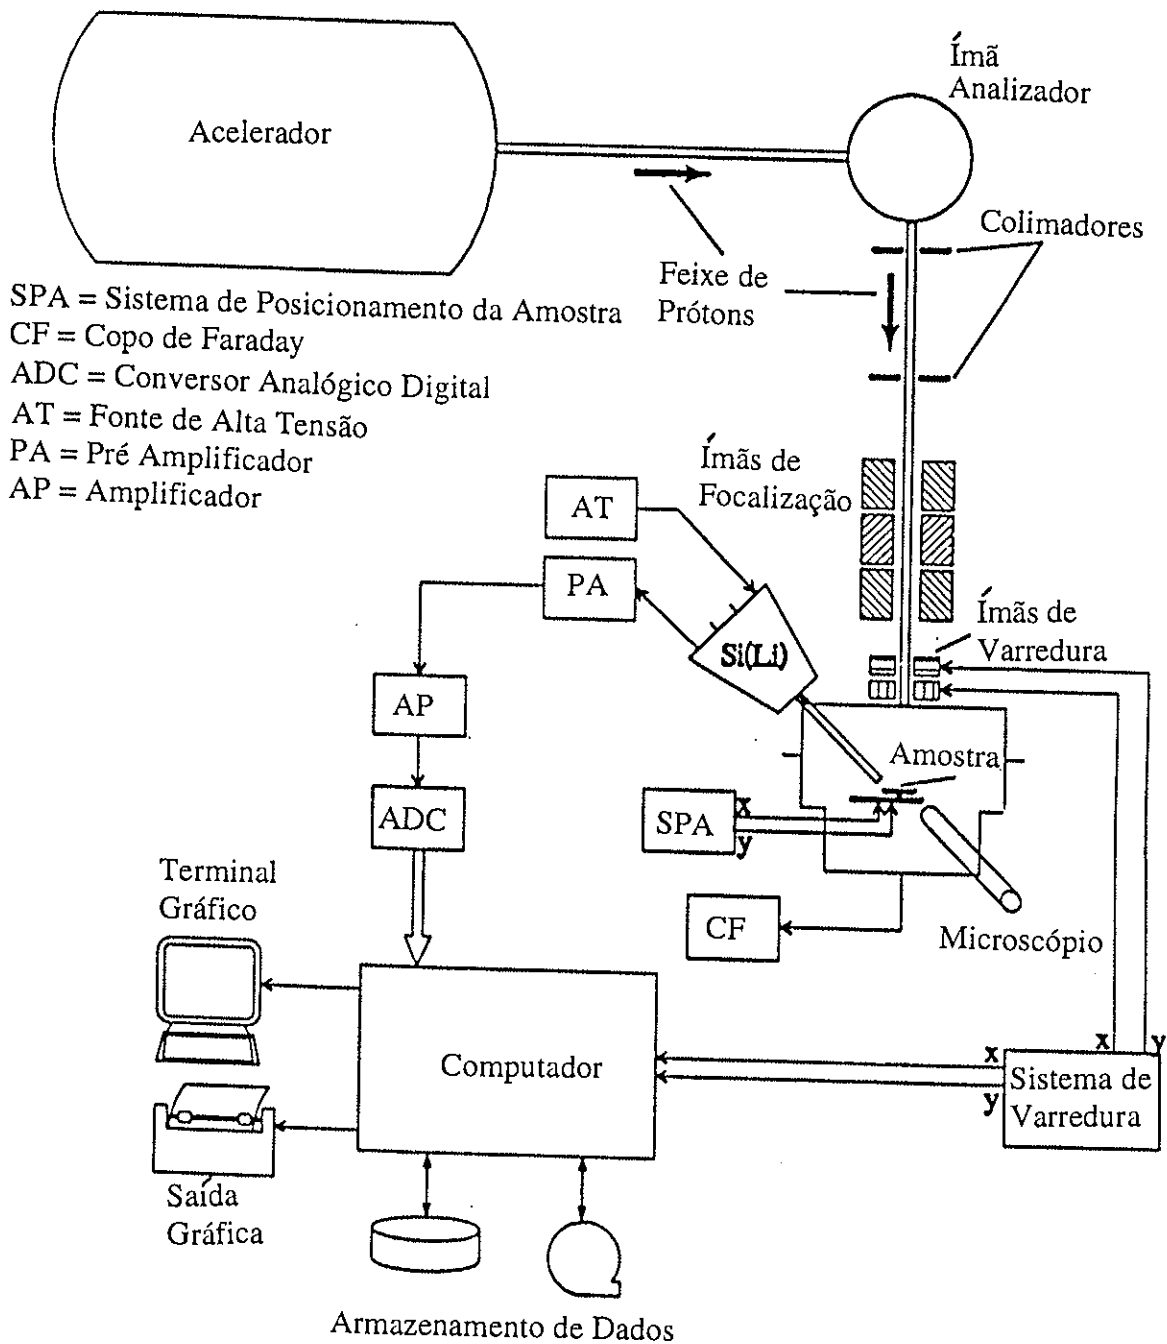 Ímã
Analizador
Acelerador
Colimadores
Feixe de
Prótons
SPA = Sistema de Posicionamento da Amostra
CF = Copo de Faraday
ADC = Conversor Analógico Digital
AT = Fonte de Alta Tensão
PA = Pré Amplificador
AP = Amplificador
Ímãs de
Focalização
AT
PA
Si(Li)
Ímãs de
Varredura
AP
Amostra
ADC
SPA
x
y
CF
Microscópio
Terminal
Gráfico
Computador
x
y
x
y
Sistema de
Varredura
Saída
Gráfica
Armazenamento de Dados